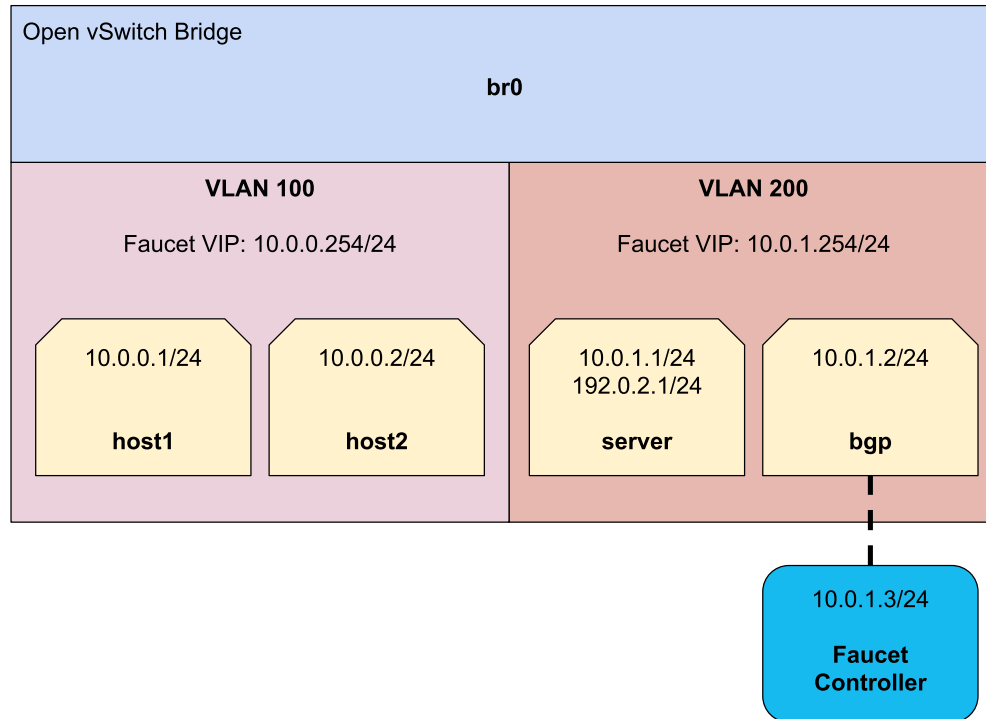 Open vSwitch Bridge
br0
VLAN 100
Faucet VIP: 10.0.0.254/24
10.0.0.1/24
host1
10.0.0.2/24
host2
VLAN 200
Faucet VIP: 10.0.1.254/24
10.0.1.1/24
192.0.2.1/24
server
10.0.1.2/24
bgp
10.0.1.3/24
Faucet
Controller